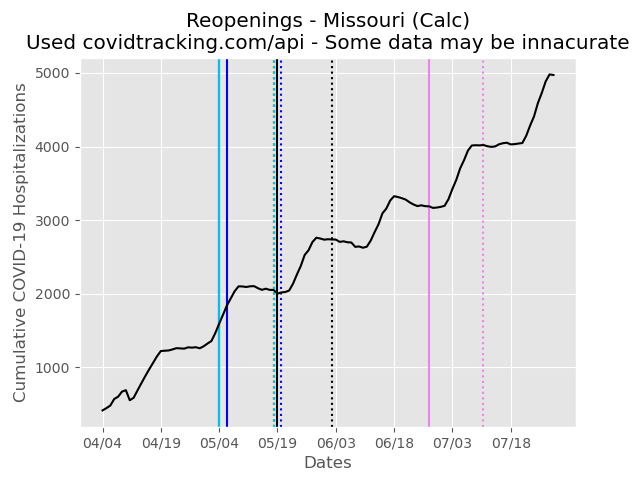 Reopenings - Missouri (Calc)
Used covidtracking.com/api - Some data may be innacurate
Cumulative COVID-19 Hospitalizations
5000
4000
3000
2000
1000
04/04 04/19 05/04 05/19 06/03 06/18 07/03 07/18
Dates